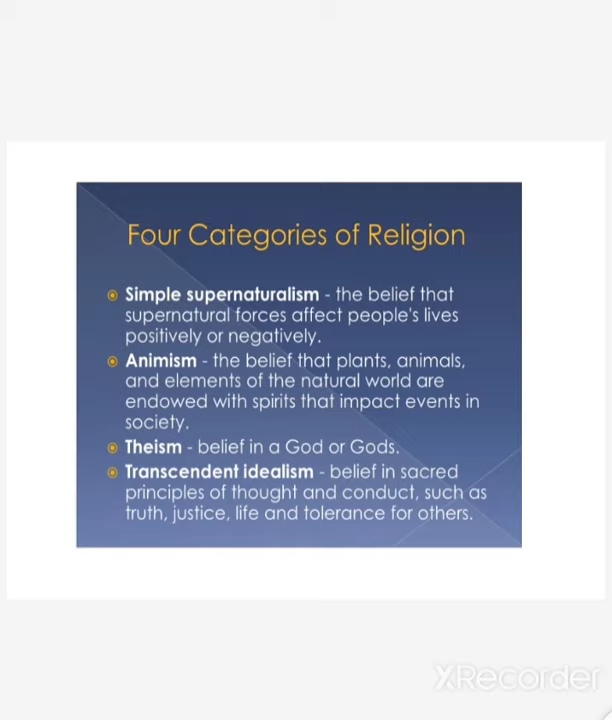 Four Categories of Religion
Simple supernaturalism - the belief that
supernatural forces affect people's lives
positively or negatively.
Animism - the belief that plants, animals,
and elements of the natural world are
endowed with spirits that impact events in
society.
Theism - belief in a God or Gods.
Transcendent idealism - belief in sacred
principles of thought and conduct, such as
truth, justice, life and tolerance for others.
XRecorder